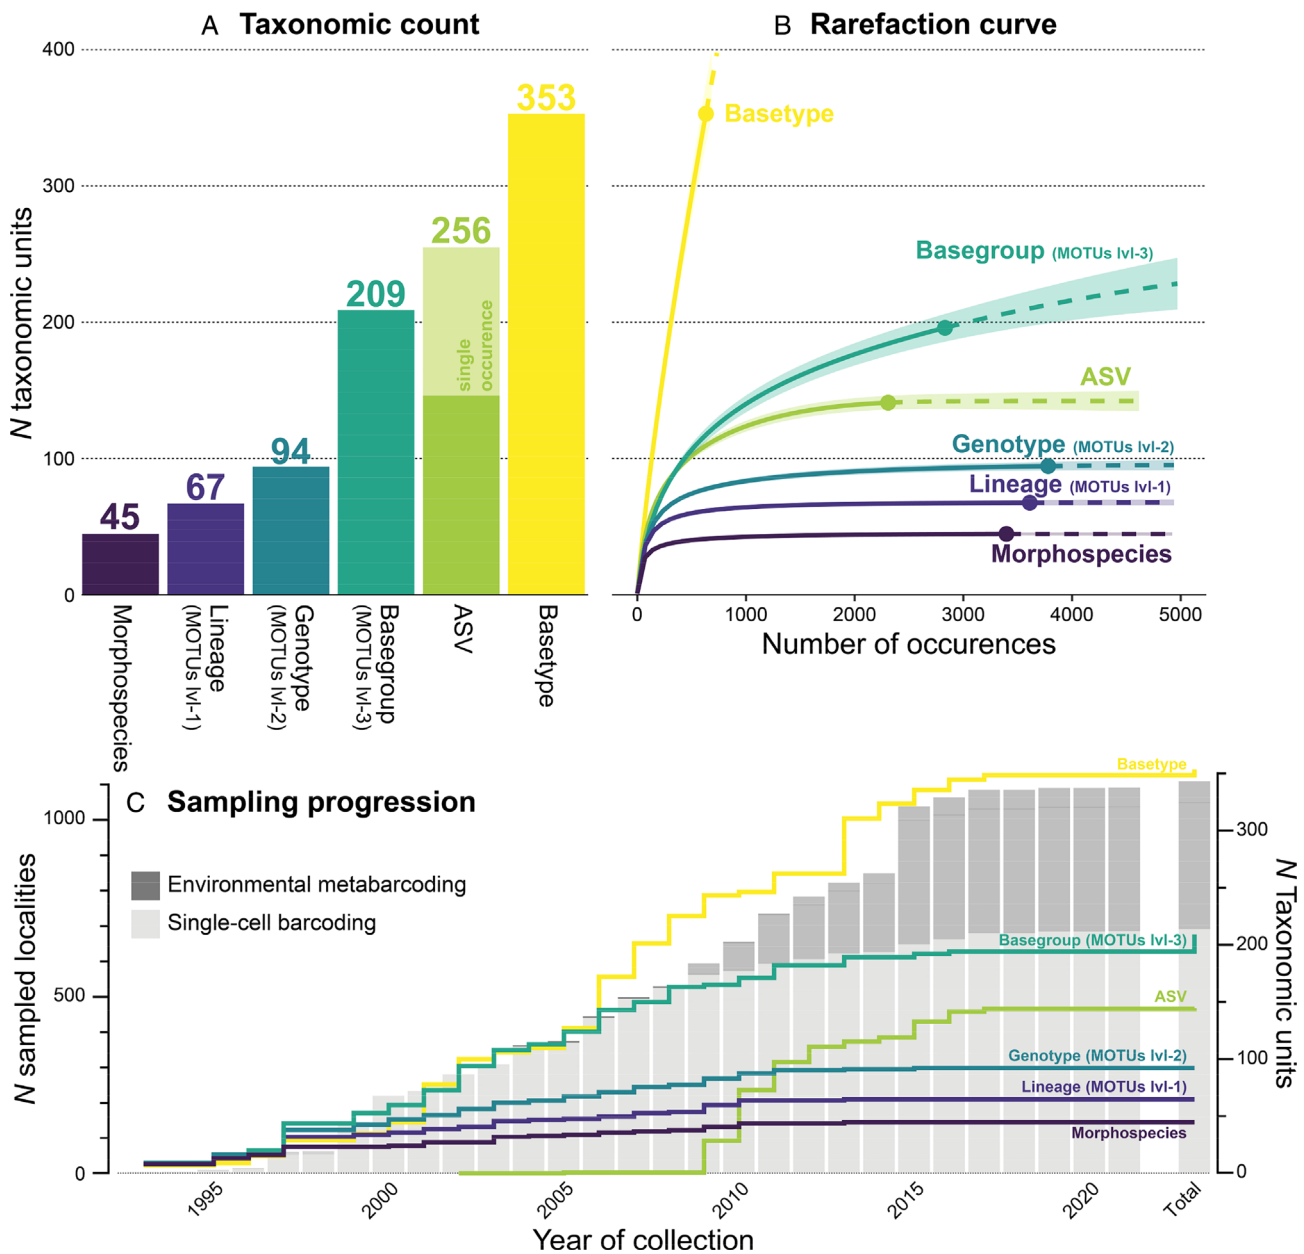 A Taxonomic count
B Rarefaction curve
400
300
200
100
0
N taxonomic units
45
67
94
209
256
353
single
occurence
Morphospecies
Lineage
(MOTUs lvl-1)
Genotype
(MOTUs lvl-2)
Basegroup
(MOTUs lvl-3)
ASV
Basetype
Basetype
Basegroup (MOTUs lvl-3)
ASV
Genotype (MOTUs lvl-2)
Lineage (MOTUs lvl-1)
Morphospecies
0 1000 2000 3000 4000 5000
Number of occurences
C Sampling progression
Environmental metabarcoding
Single-cell barcoding
1000
500
0
N sampled localities
Basetype
Basegroup (MOTUs lvl-3)
ASV
Genotype (MOTUs lvl-2)
Lineage (MOTUs lvl-1)
Morphospecies
300
200
100
0
N Taxonomic units
1995 2000 2005 2010 2015 2020 Total
Year of collection